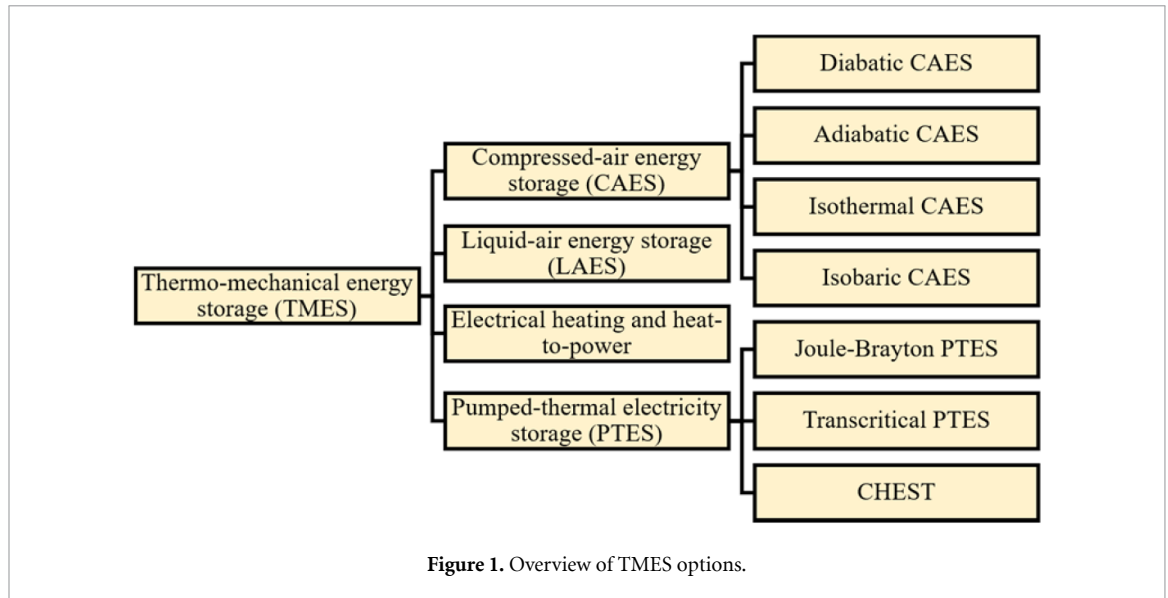 Thermo-mechanical energy
storage (TMES)
Compressed-air energy
storage (CAES)
Liquid-air energy storage
(LAES)
Electrical heating and heat-
to-power
Pumped-thermal electricity
storage (PTES)
Diabatic CAES
Adiabatic CAES
Isothermal CAES
Isobaric CAES
Joule-Brayton PTES
Transcritical PTES
CHEST
Figure 1. Overview of TMES options.